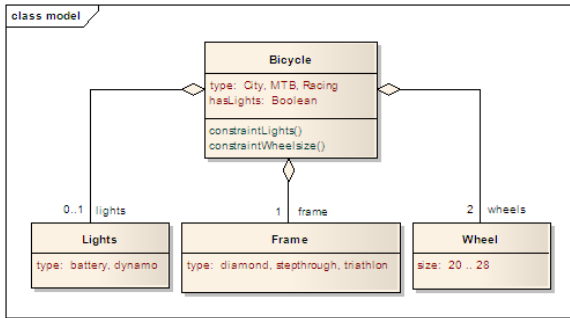 class model
Bicycle
type: City, MTB, Racing
hasLights: Boolean
constraintLights()
constraintWheelsize()
0..1 lights
1 frame
2 wheels
Lights
type: battery, dynamo
Frame
type: diamond, stepthrough, triathlon
Wheel
size: 20 .. 28